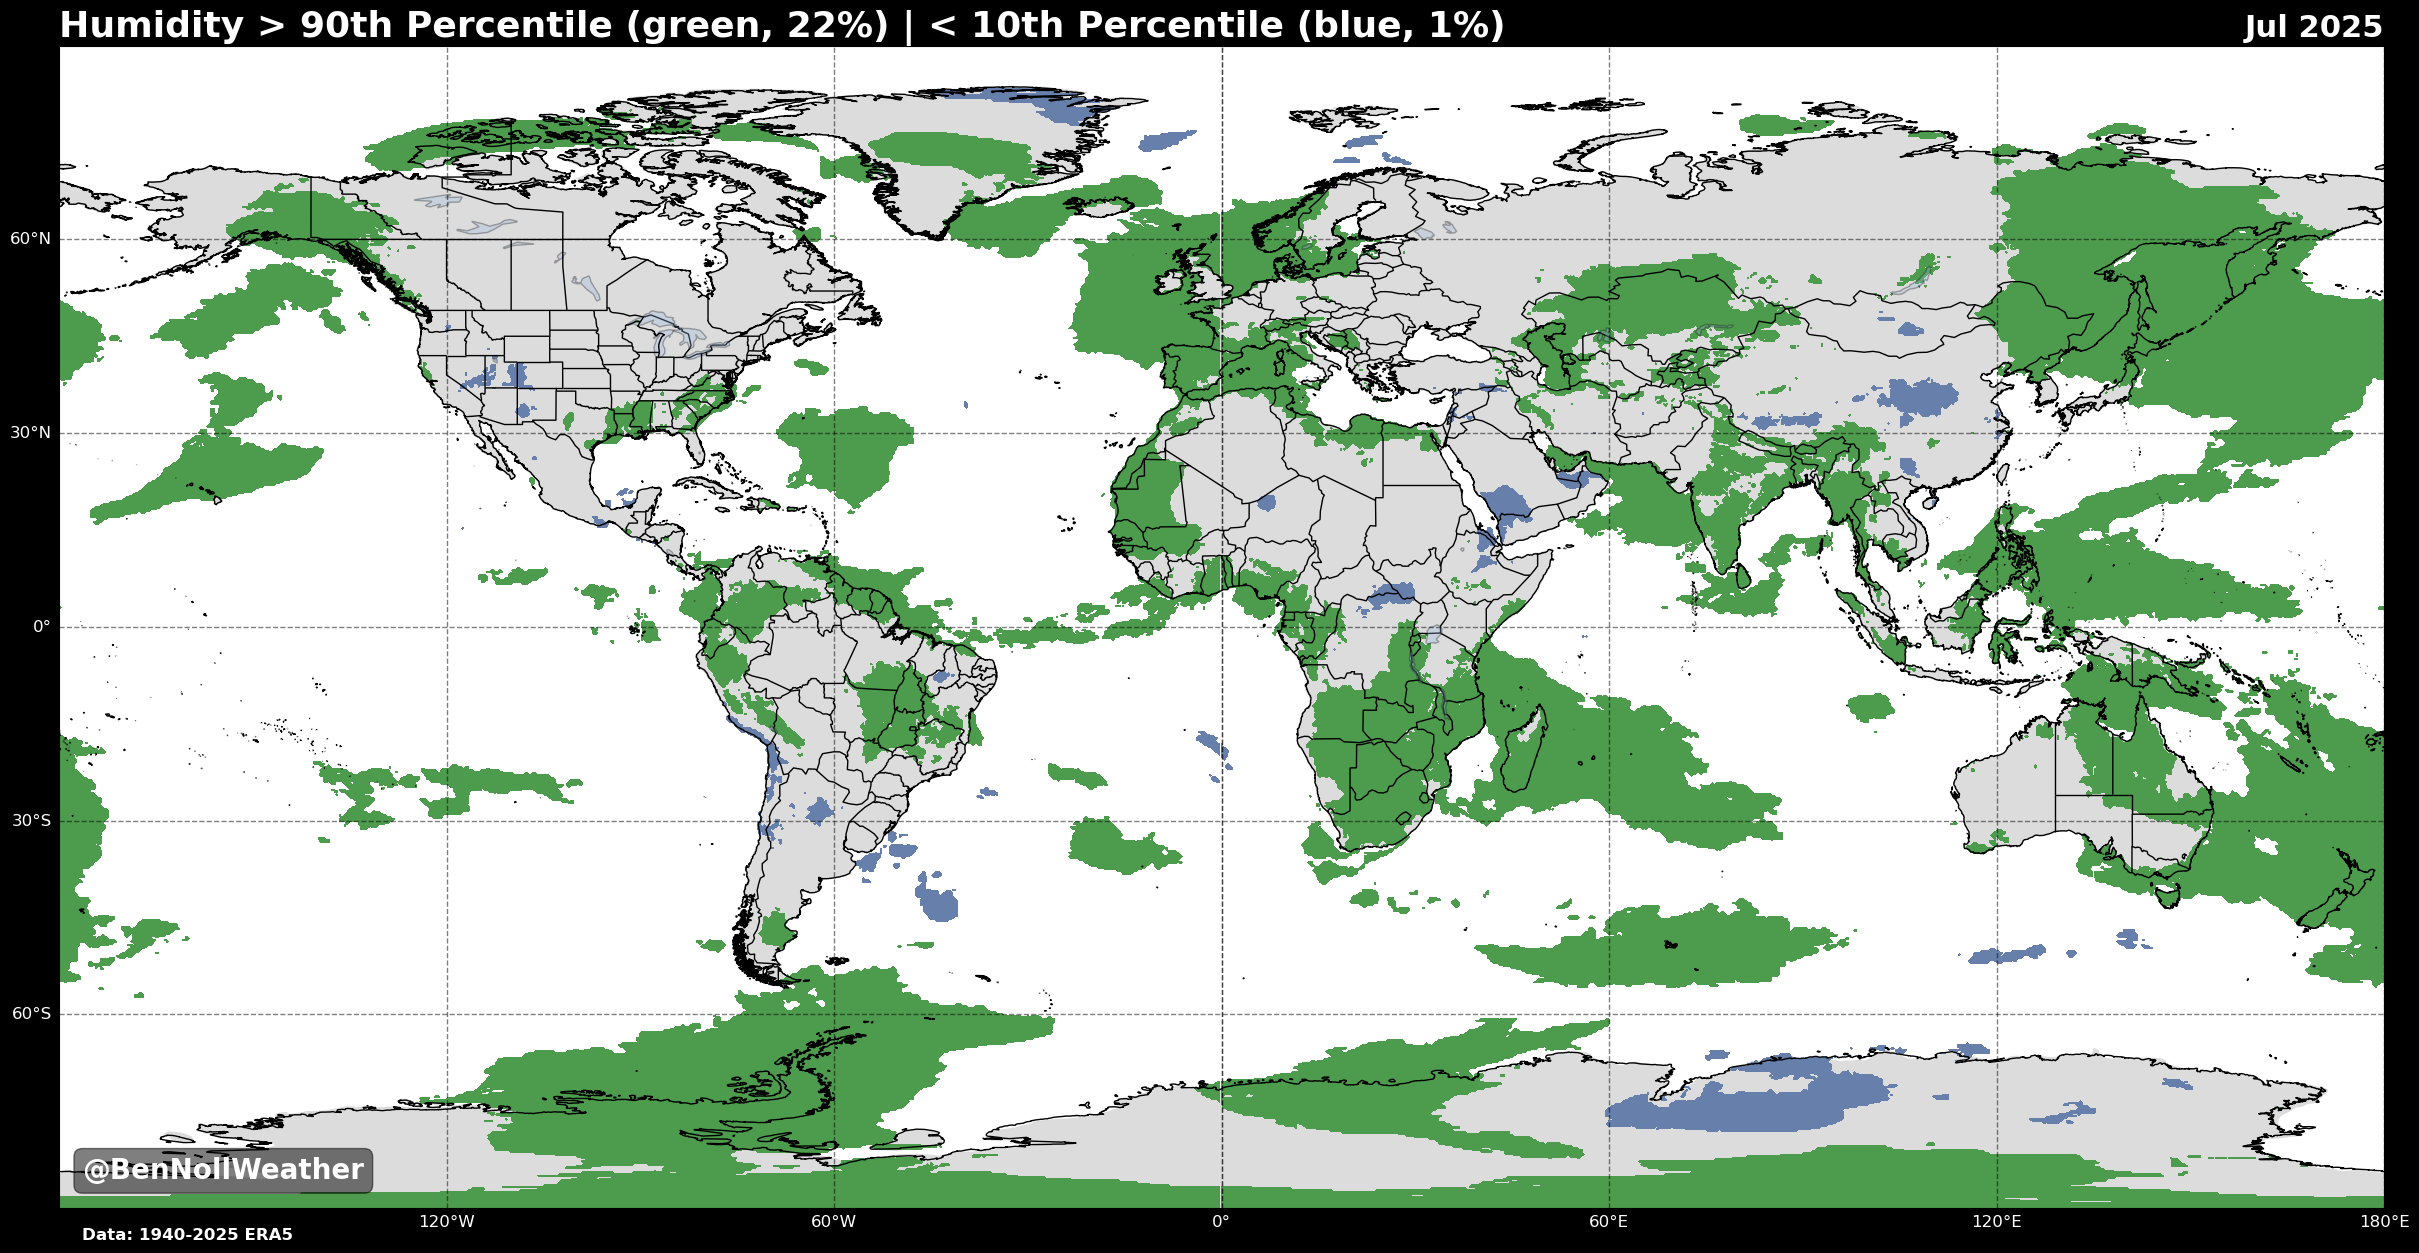 Humidity > 90th Percentile (green, 22%) | < 10th Percentile (blue, 1%)
Jul 2025
60°N
30°N
0°
30°S
60°S
@BenNollWeather
120°W
60°W
0°
60°E
120°E
180°E
Data: 1940-2025 ERA5